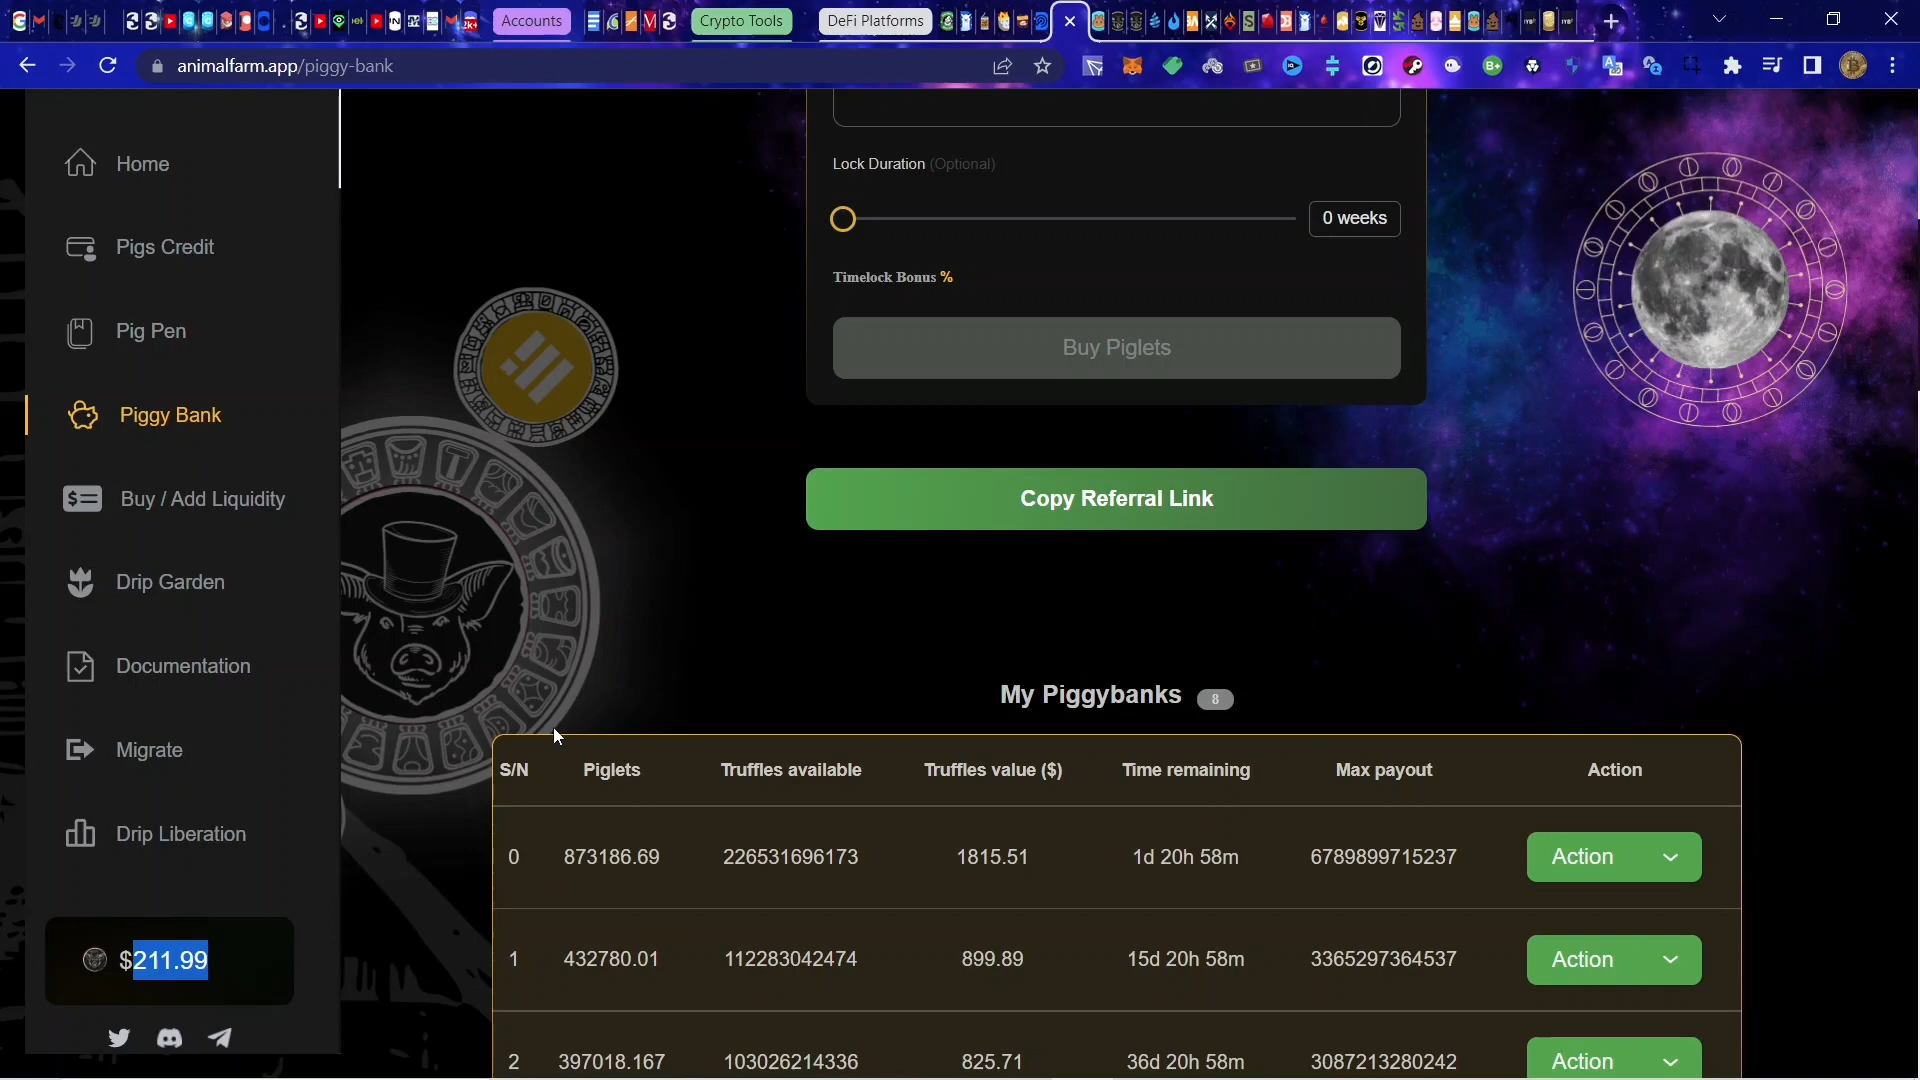 Accounts
Crypto Tools
DeFi Platforms
animalfarm.app/piggy-bank
Home
Pigs Credit
Pig Pen
Piggy Bank
Buy / Add Liquidity
Drip Garden
Documentation
Migrate
Drip Liberation
$211.99
Lock Duration (Optional)
0 weeks
Timelock Bonus %
Buy Piglets
Copy Referral Link
My Piggybanks 8
S/N Piglets Truffles available Truffles value ($) Time remaining Max payout Action
0 873186.69 226531696173 1815.51 1d 20h 58m 6789899715237 Action
1 432780.01 112283042474 899.89 15d 20h 58m 3365297364537 Action
2 397018.167 103026214336 825.71 36d 20h 58m 3087213280242 Action